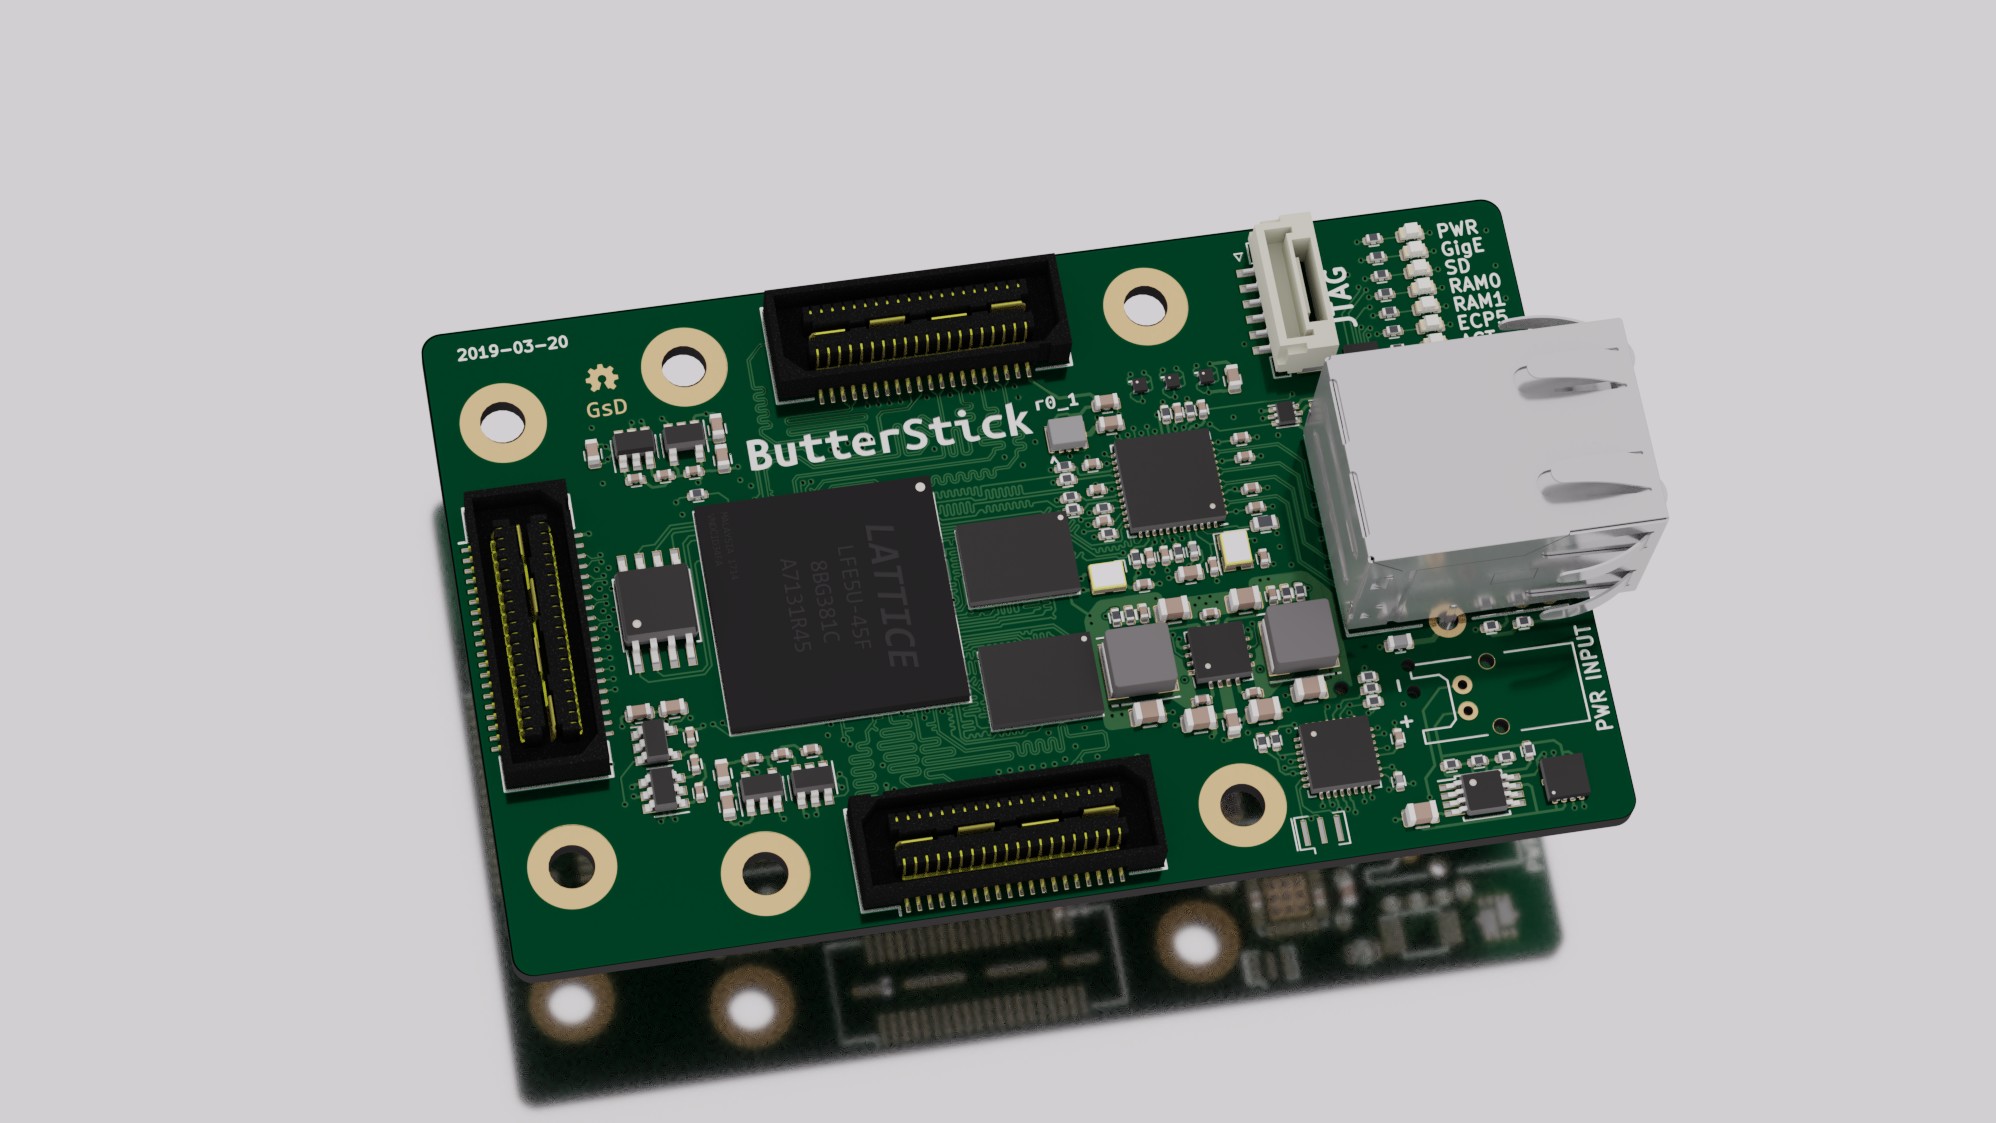 2019-03-20
GsD
ButterStick
r0_1
JTAG
PWR
GigE
SD
RAM0
RAM1
ECP5
LATTICE
LFE5U-45F
8BG381C
A7131R45
PWR INPUT
-
+